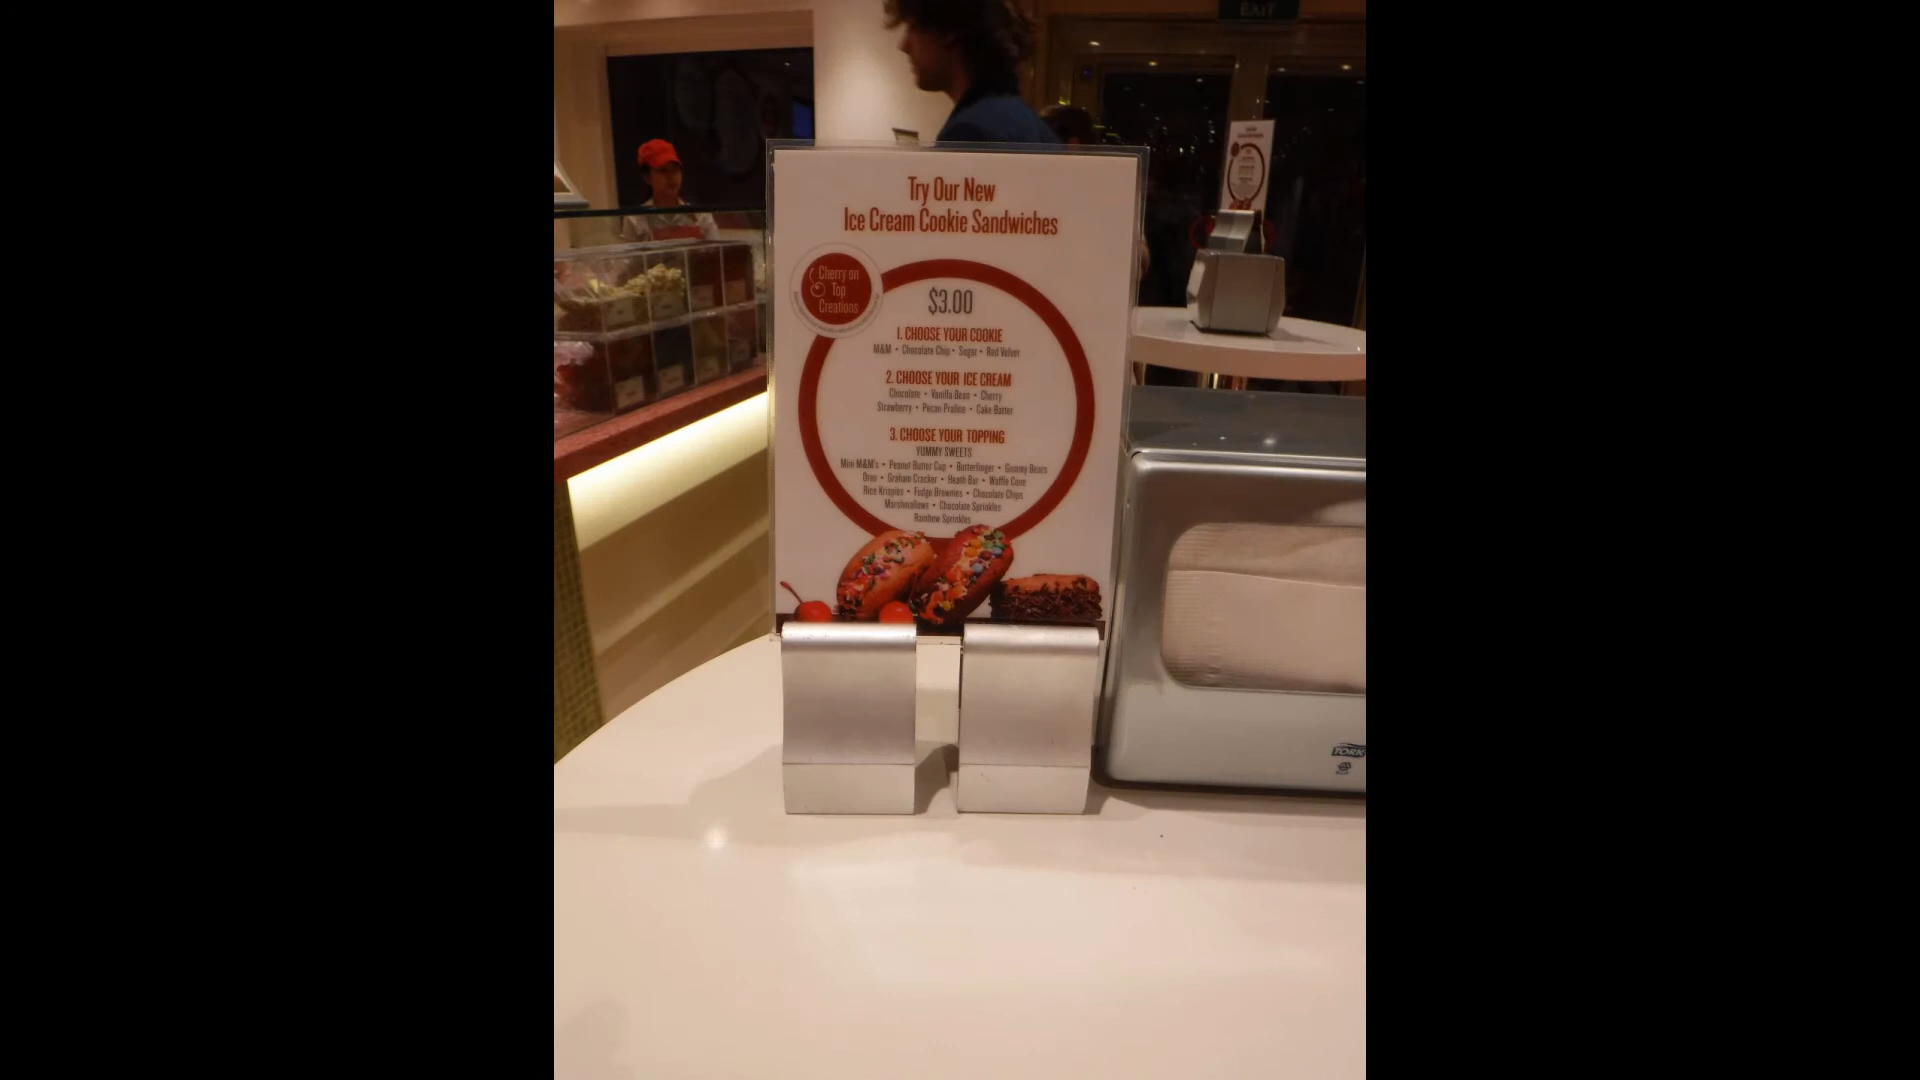 EXIT
Try Our New
Ice Cream Cookie Sandwiches
Cherry on
Top
Creations
$3.00
1. CHOOSE YOUR COOKIE
M&M • Chocolate Chip • Sugar • Red Velvet
2. CHOOSE YOUR ICE CREAM
Chocolate • Vanilla Bean • Cherry
Strawberry • Pecan Praline • Cake Batter
3. CHOOSE YOUR TOPPING
YUMMY SWEETS
Mini M&M's • Peanut Butter Cup • Butterfinger • Gummy Bears
Oreo • Graham Cracker • Heath Bar • Waffle Cone
Rice Krispies • Fudge Brownies • Chocolate Chips
Marshmallows • Chocolate Sprinkles
Rainbow Sprinkles
TORK